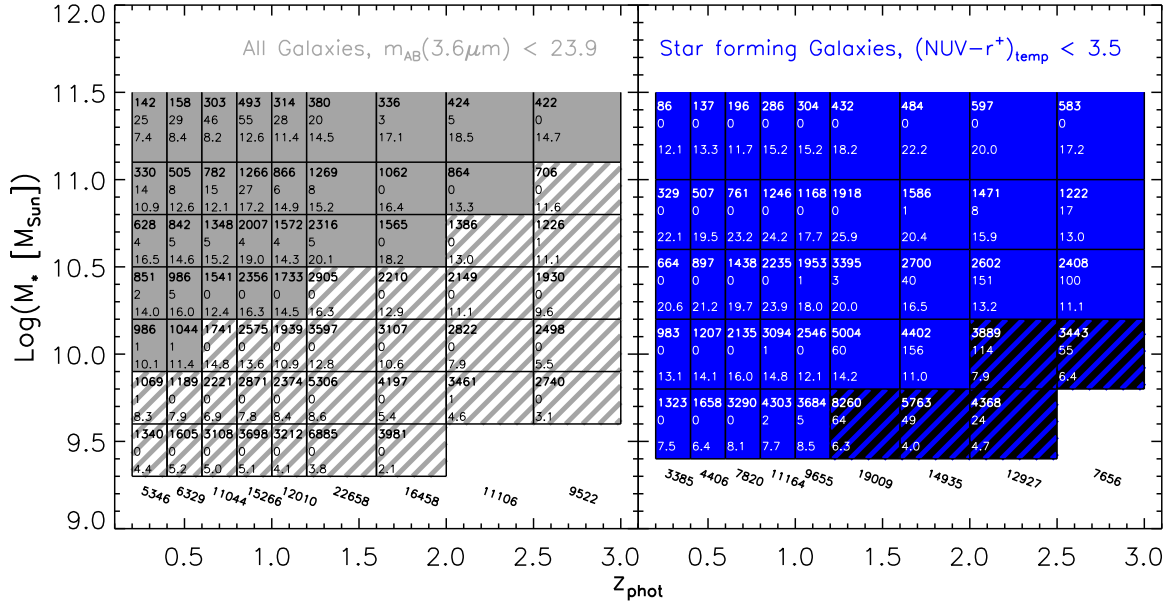 All Galaxies, m_AB(3.6μm) < 23.9
Star forming Galaxies, (NUV−r⁺)_temp < 3.5
12.0
11.5
11.0
10.5
10.0
9.5
9.0
Log(M* [M_Sun])
142 158 303 493 314 380 336 424 422
25 29 46 55 28 20 3 5 0
7.4 8.4 8.2 12.6 11.4 14.5 17.1 18.5 14.7
330 505 782 1266 866 1269 1062 864 706
14 8 15 27 6 8 0 0 0
10.9 12.6 12.1 17.2 14.9 15.2 16.4 13.3 11.6
628 842 1348 2007 1572 2316 1565 1386 1226
4 5 5 4 4 5 0 0 1
16.5 14.6 15.2 19.0 14.3 20.1 18.2 13.0 11.1
851 986 1541 2356 1733 2905 2210 2149 1930
2 5 0 0 0 0 0 0 0
14.0 16.0 12.4 16.3 14.5 16.3 12.9 11.1 9.6
986 1044 1741 2575 1939 3597 3107 2822 2498
1 1 0 0 0 0 0 0 0
10.1 11.4 14.8 13.6 10.9 12.8 10.6 7.9 5.5
1069 1189 2221 2871 2374 5306 4197 3461 2740
1 0 0 0 0 0 0 1 0
8.3 7.9 6.9 7.8 8.4 8.6 5.4 4.6 3.1
1340 1605 3108 3698 3212 6885 3981
0 0 0 0 0 0 0
4.4 5.2 5.0 5.1 4.1 3.8 2.1
5346 6329 11044 15266 12010 22658 16458 11106 9522
86 137 196 286 304 432 484 597 583
0 0 0 0 0 0 0 0 0
12.1 13.3 11.7 15.2 15.2 18.2 22.2 20.0 17.2
329 507 761 1246 1168 1918 1586 1471 1222
0 0 0 0 0 0 1 8 17
22.1 19.5 23.2 24.2 17.7 25.9 20.4 15.9 13.0
664 897 1438 2235 1953 3395 2700 2602 2408
0 0 0 0 1 3 40 151 100
20.6 21.2 19.7 23.9 18.0 20.0 16.5 13.2 11.1
983 1207 2135 3094 2546 5004 4402 3889 3443
0 0 0 1 0 60 156 114 55
13.1 14.1 16.0 14.8 12.1 14.2 11.0 7.9 6.4
1323 1658 3290 4303 3684 8260 5763 4368
0 0 0 2 5 64 49 24
7.5 6.4 8.1 7.7 8.5 6.3 4.0 4.7
3385 4406 7820 11164 9655 19009 14935 12927 7656
0.5 1.0 1.5 2.0 2.5 3.0
0.5 1.0 1.5 2.0 2.5 3.0
z_phot